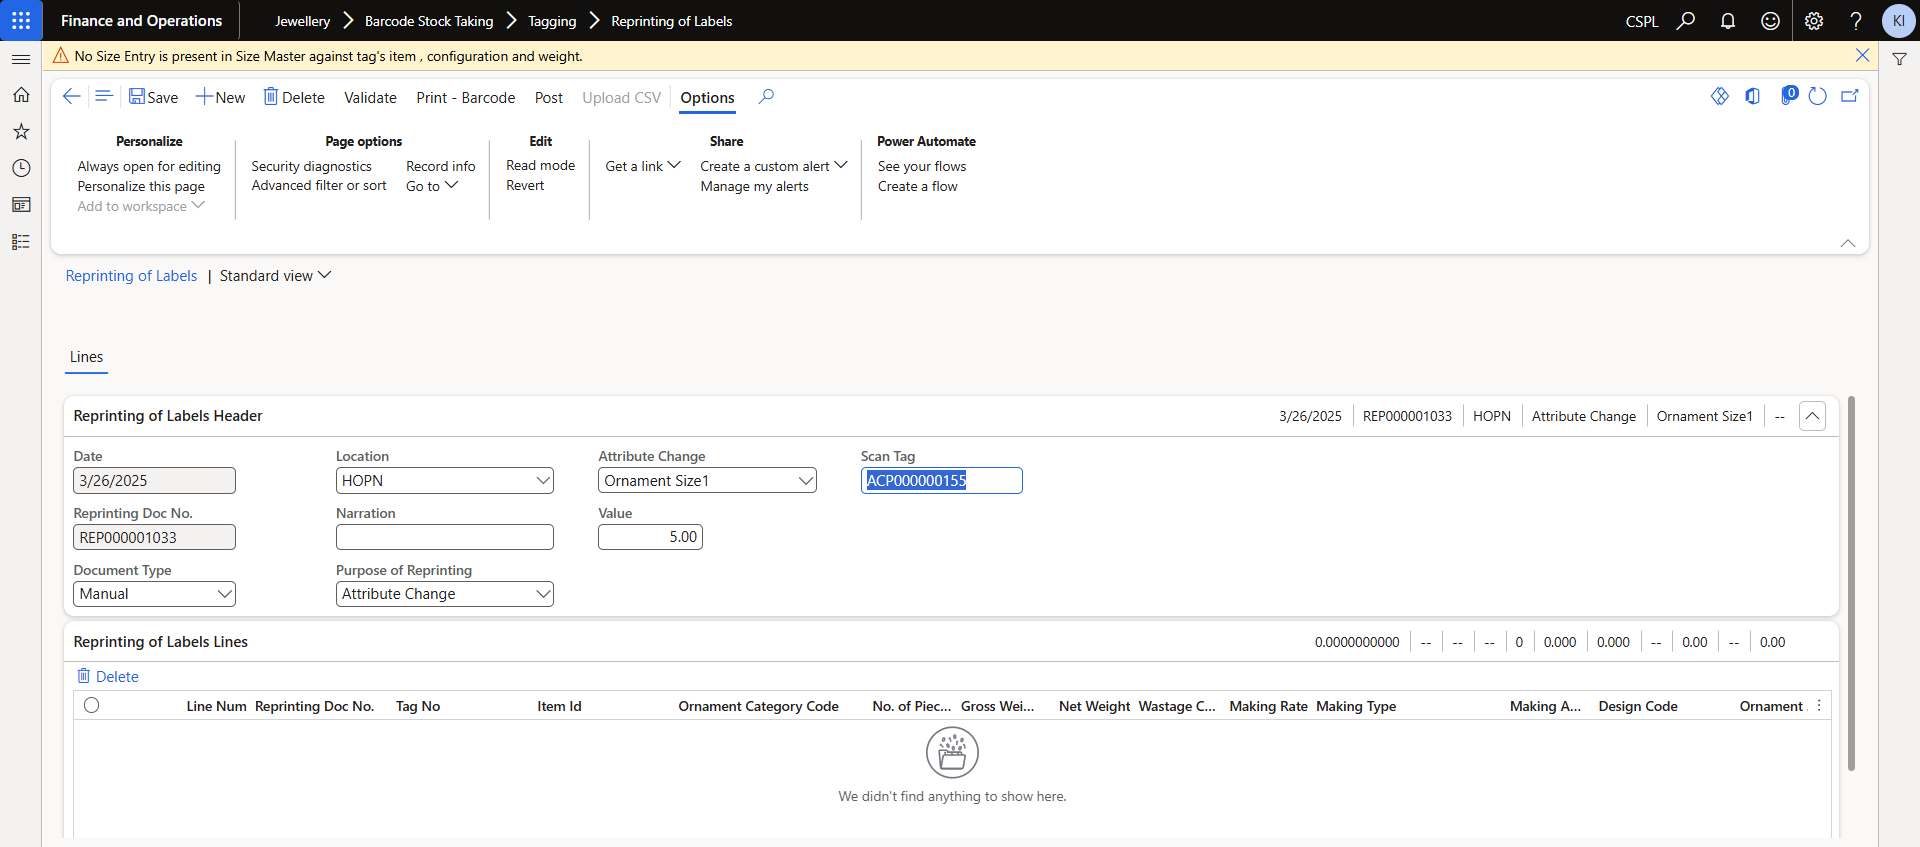 Finance and Operations
Jewellery > Barcode Stock Taking > Tagging > Reprinting of Labels
CSPL
KI
No Size Entry is present in Size Master against tag's item , configuration and weight.
Save New Delete Validate Print - Barcode Post Upload CSV Options
0
Personalize
Always open for editing
Personalize this page
Add to workspace
Page options
Security diagnostics
Advanced filter or sort
Record info
Go to
Edit
Read mode
Revert
Share
Get a link
Create a custom alert
Manage my alerts
Power Automate
See your flows
Create a flow
Reprinting of Labels | Standard view
Lines
Reprinting of Labels Header
3/26/2025 REP000001033 HOPN Attribute Change Ornament Size1 --
Date
3/26/2025
Reprinting Doc No.
REP000001033
Document Type
Manual
Location
HOPN
Narration
Purpose of Reprinting
Attribute Change
Attribute Change
Ornament Size1
Value
5.00
Scan Tag
ACP000000155
Reprinting of Labels Lines
0.0000000000 -- -- -- 0 0.000 0.000 -- 0.00 -- 0.00
Delete
Line Num Reprinting Doc No. Tag No Item Id Ornament Category Code No. of Piec... Gross Wei... Net Weight Wastage C... Making Rate Making Type Making A... Design Code Ornament
We didn't find anything to show here.